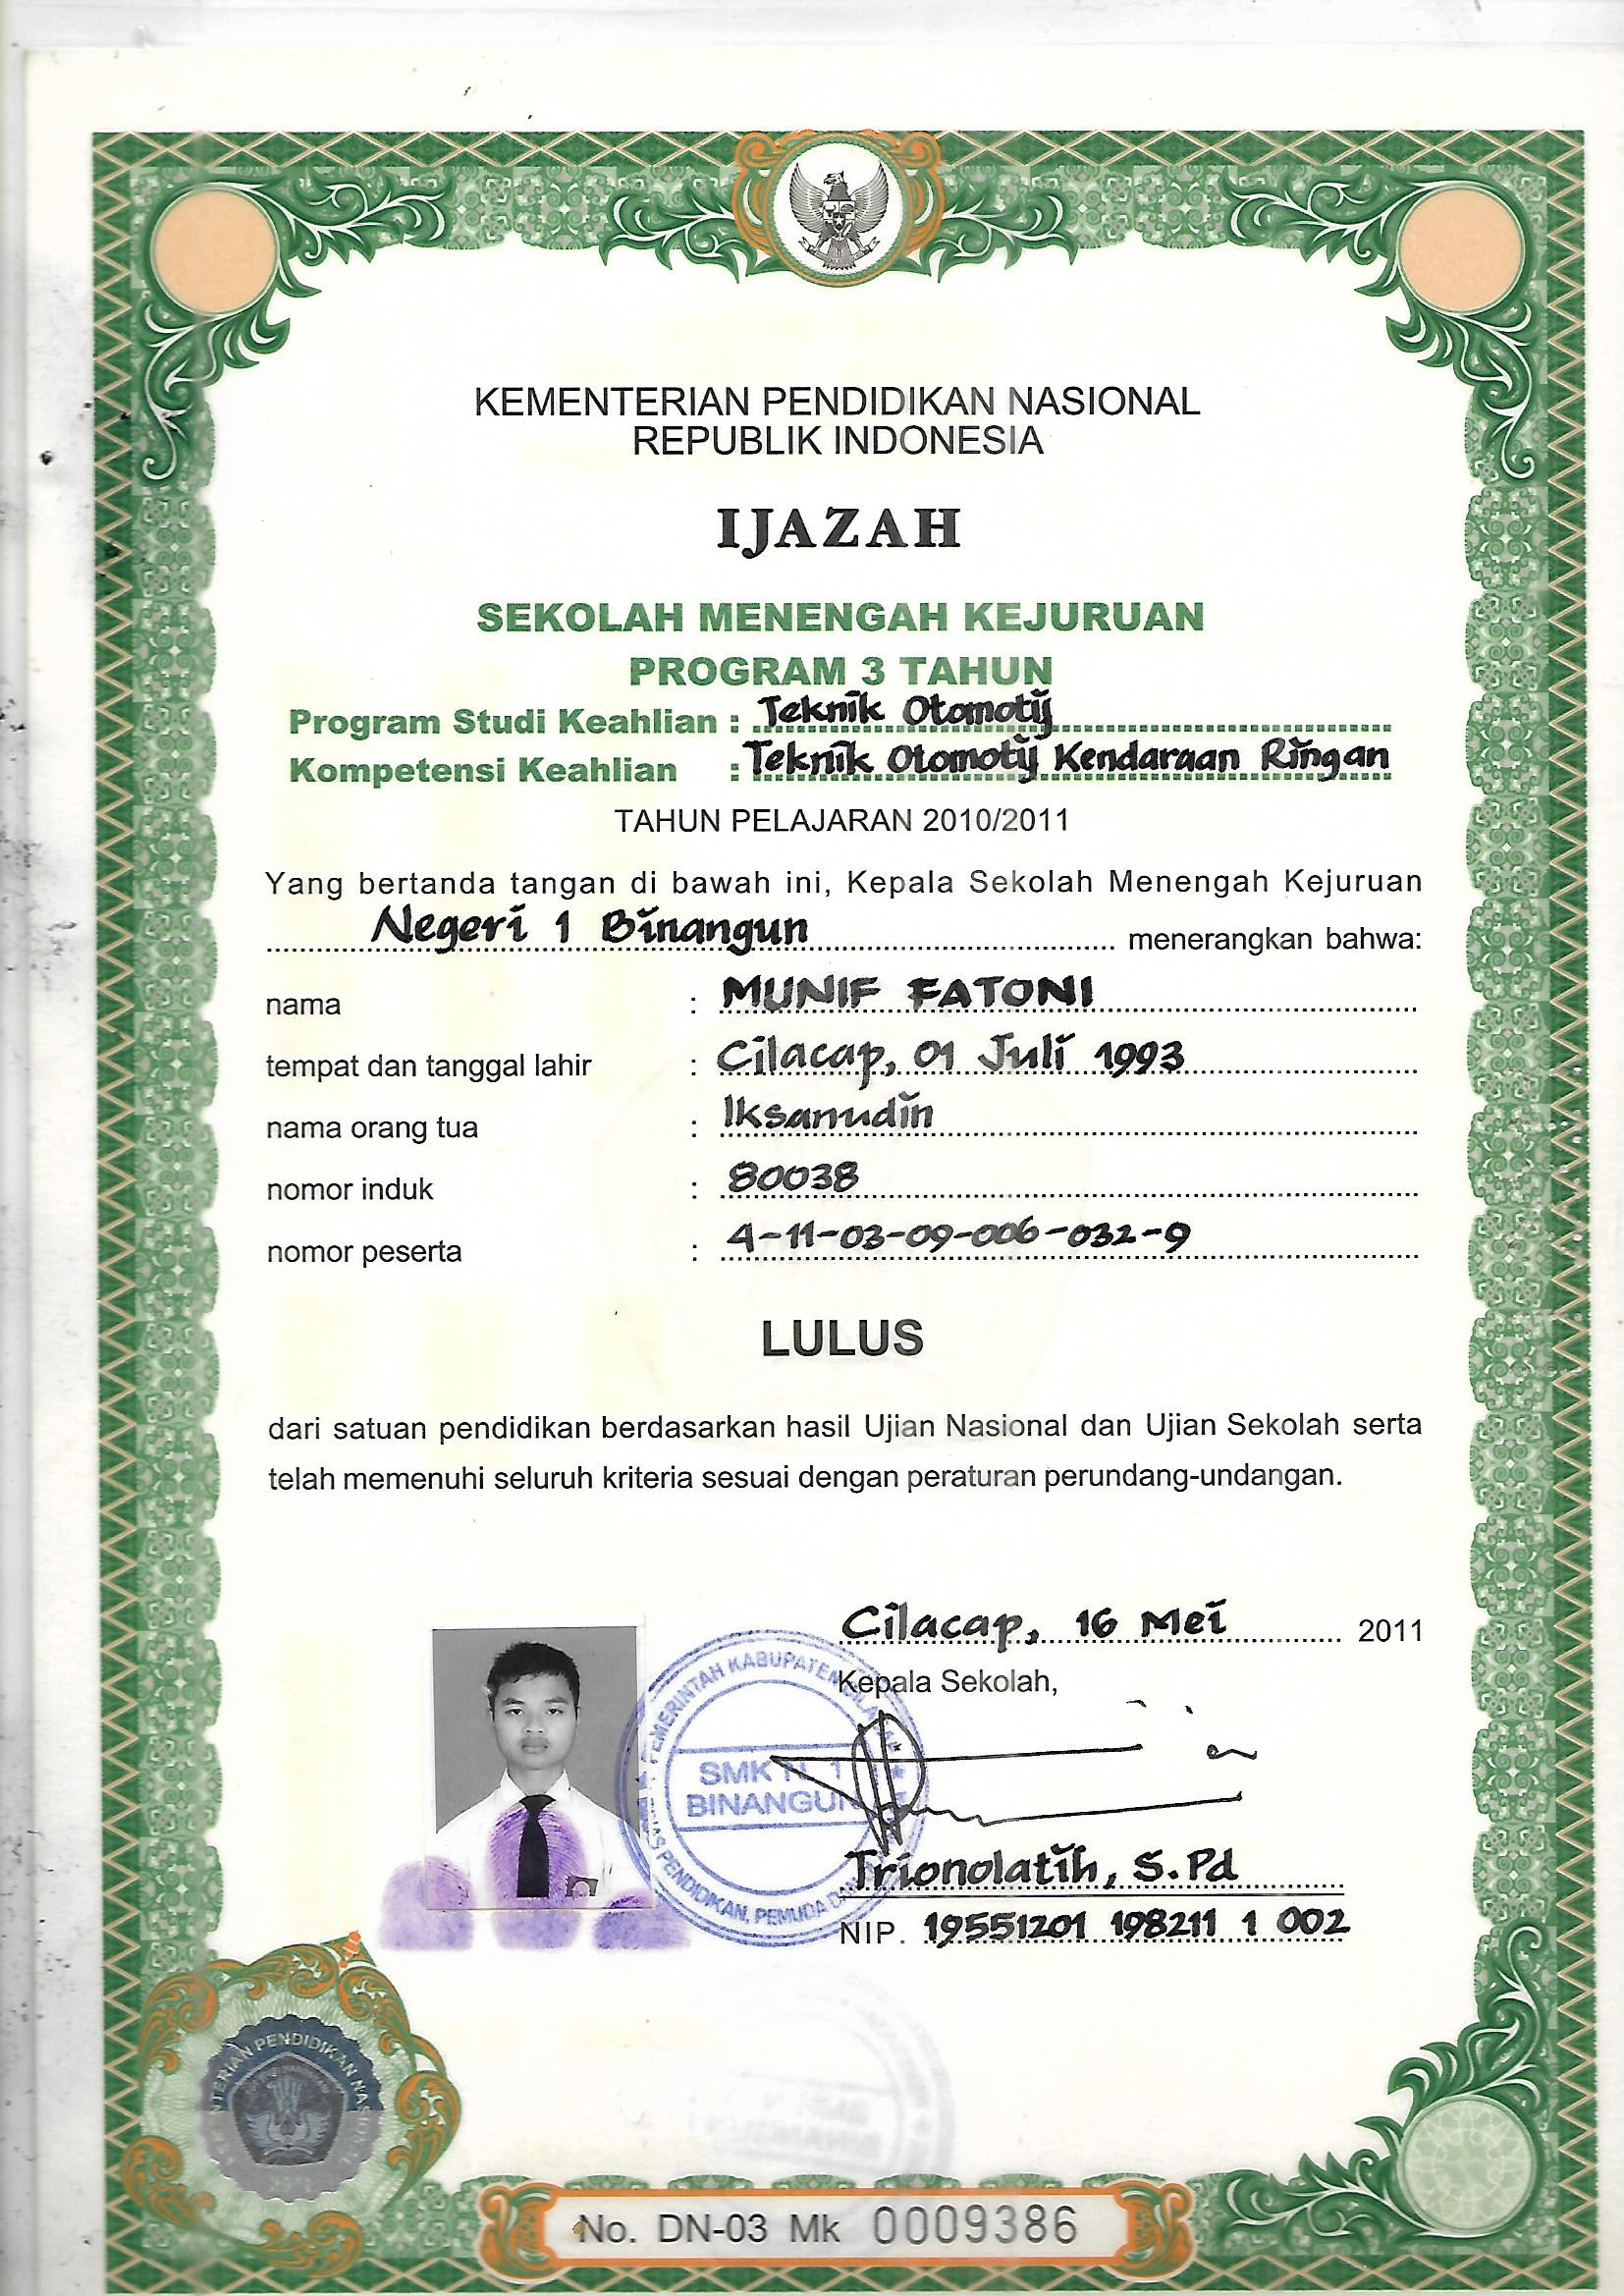 KEMENTERIAN PENDIDIKAN NASIONAL
REPUBLIK INDONESIA
IJAZAH
SEKOLAH MENENGAH KEJURUAN
PROGRAM 3 TAHUN
Program Studi Keahlian : Teknik Otomotif
Kompetensi Keahlian : Teknik Otomotif Kendaraan Ringan
TAHUN PELAJARAN 2010/2011
Yang bertanda tangan di bawah ini, Kepala Sekolah Menengah Kejuruan
Negeri 1 Binangun menerangkan bahwa:
nama : MUNIF FATONI
tempat dan tanggal lahir : Cilacap, 01 Juli 1993
nama orang tua : Iksanudin
nomor induk : 80038
nomor peserta : 4-11-03-09-006-032-9
LULUS
dari satuan pendidikan berdasarkan hasil Ujian Nasional dan Ujian Sekolah serta
telah memenuhi seluruh kriteria sesuai dengan peraturan perundang-undangan.
Cilacap, 16 Mei 2011
Kepala Sekolah,
PEMERINTAH KABUPATEN CILACAP
SMK N 1
BINANGUN
DINAS PENDIDIKAN, PEMUDA DAN
Trionolatih, S.Pd
NIP. 19551201 198211 1 002
PENDIDIKAN
No. DN-03 Mk 0009386